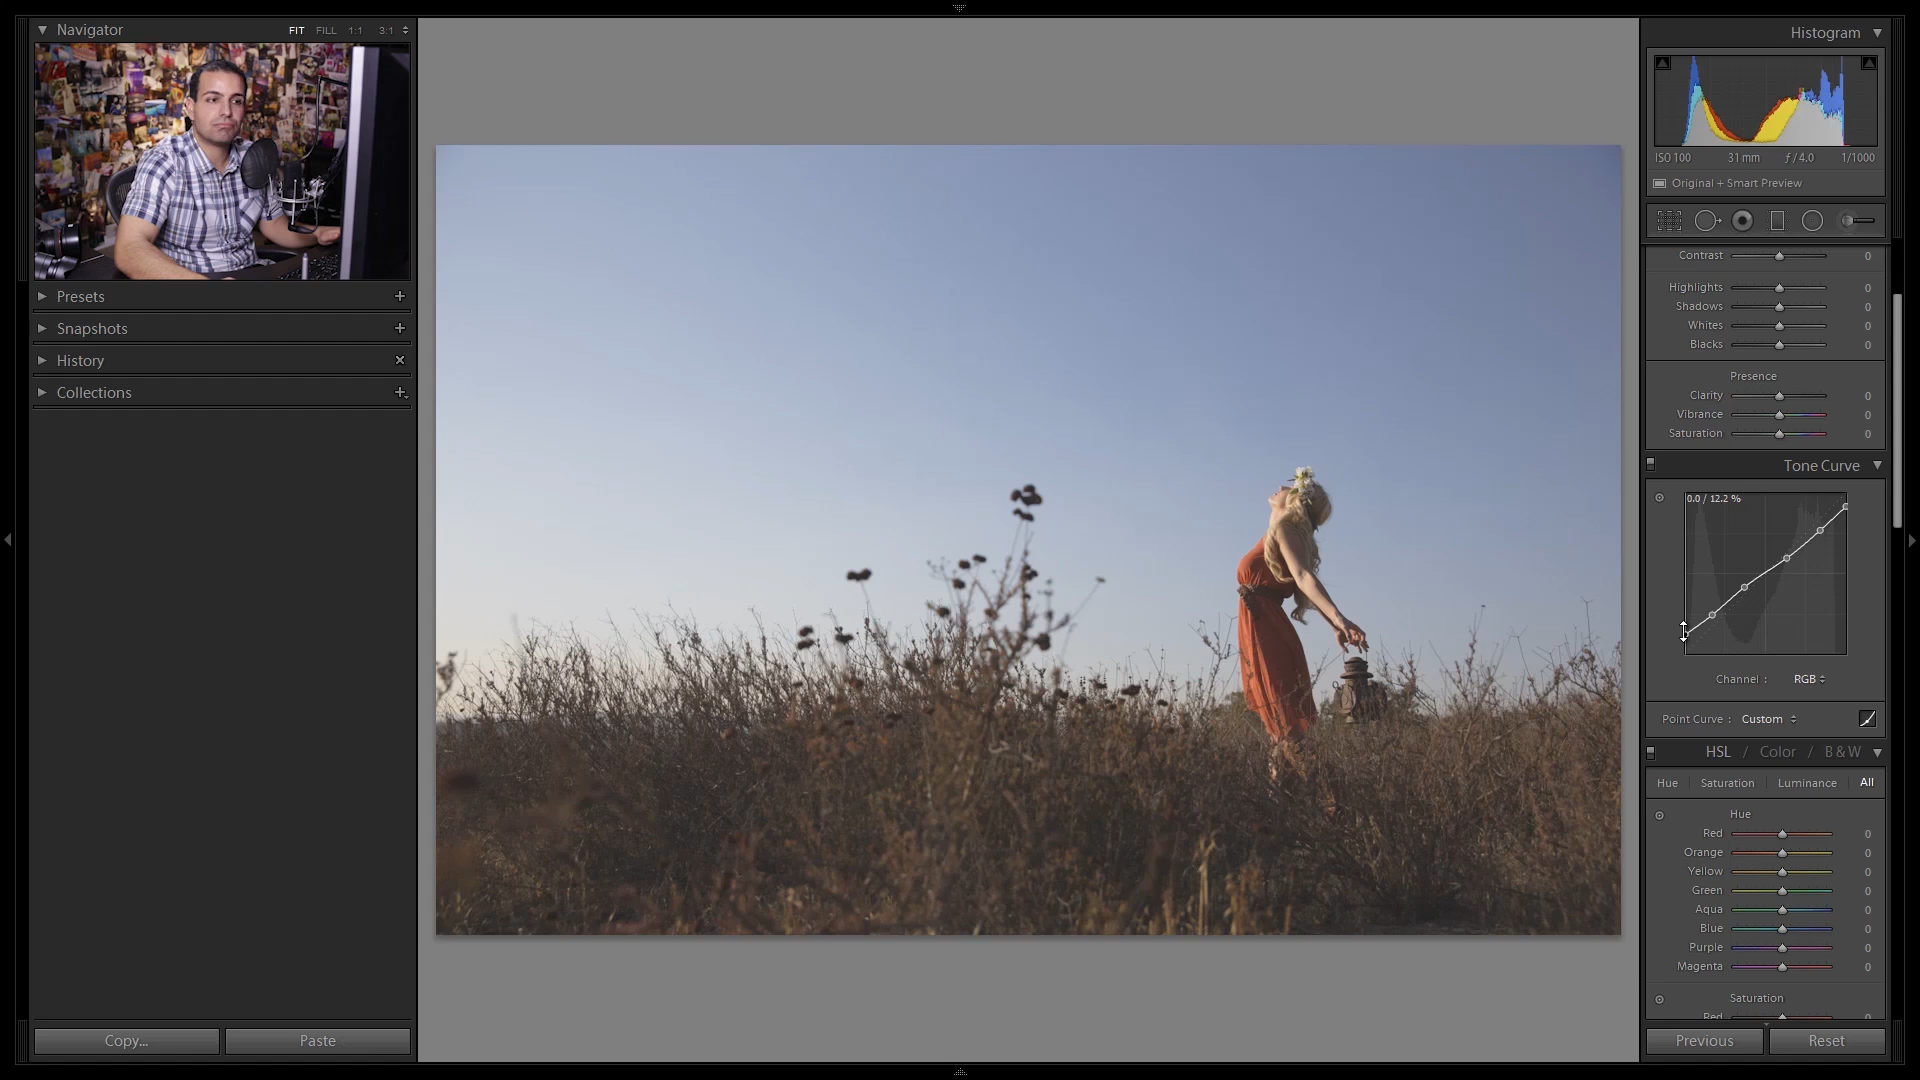 Navigator FIT FILL 1:1 3:1
Presets
Snapshots
History
Collections
Copy... Paste
Histogram
ISO 100 31 mm ƒ / 4.0 1/1000
Original + Smart Preview
Contrast 0
Highlights 0
Shadows 0
Whites 0
Blacks 0
Presence
Clarity 0
Vibrance 0
Saturation 0
Tone Curve
0.0 / 12.2 %
Channel : RGB
Point Curve : Custom
HSL / Color / B & W
Hue Saturation Luminance All
Hue
Red 0
Orange 0
Yellow 0
Green 0
Aqua 0
Blue 0
Purple 0
Magenta 0
Saturation
Red 0
Previous Reset